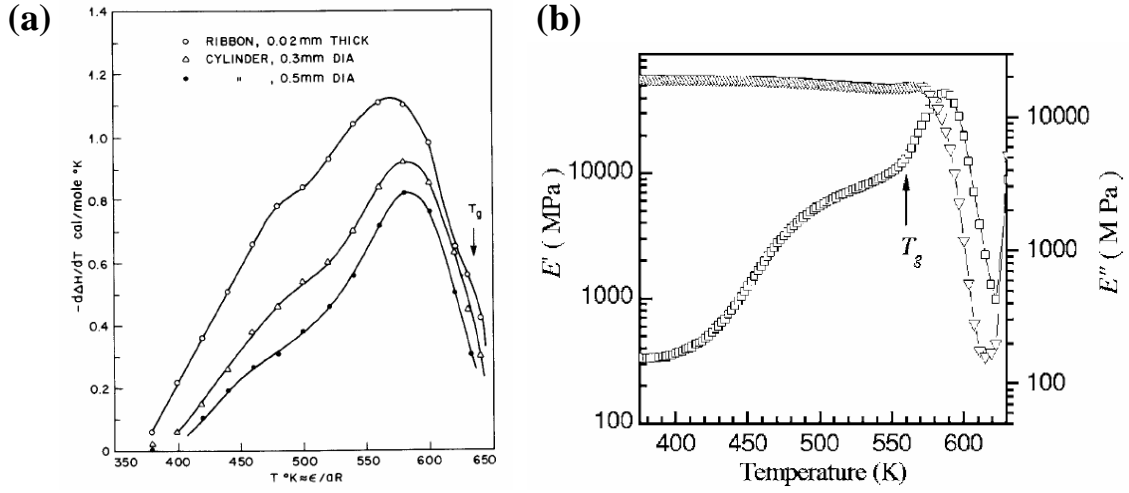 (a)
1.4
1.2
1.0
0.8
0.6
0.4
0.2
0
-dΔH/dT cal/mole °K
RIBBON, 0.02mm THICK
CYLINDER, 0.3mm DIA
" , 0.5mm DIA
Tg
350 400 450 500 550 600 650
T °K≈ϵ/aR
(b)
10000
1000
100
E' (MPa)
Tg
10000
1000
100
E'' (M Pa)
400 450 500 550 600
Temperature (K)